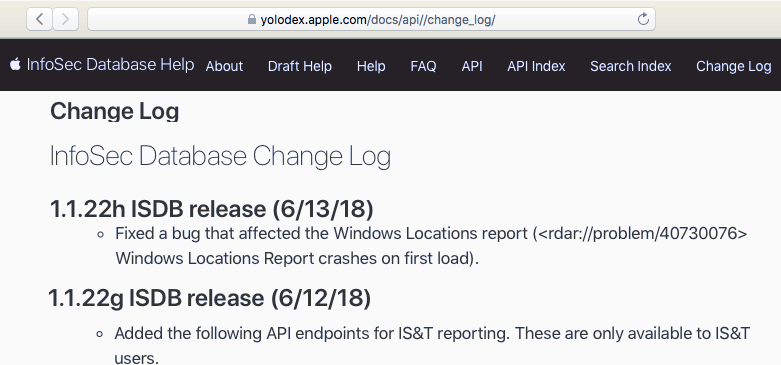 yolodex.apple.com/docs/api//change_log/
InfoSec Database Help About Draft Help Help FAQ API API Index Search Index Change Log
Change Log
InfoSec Database Change Log
1.1.22h ISDB release (6/13/18)
Fixed a bug that affected the Windows Locations report (<rdar://problem/40730076>
Windows Locations Report crashes on first load).
1.1.22g ISDB release (6/12/18)
Added the following API endpoints for IS&T reporting. These are only available to IS&T
users.